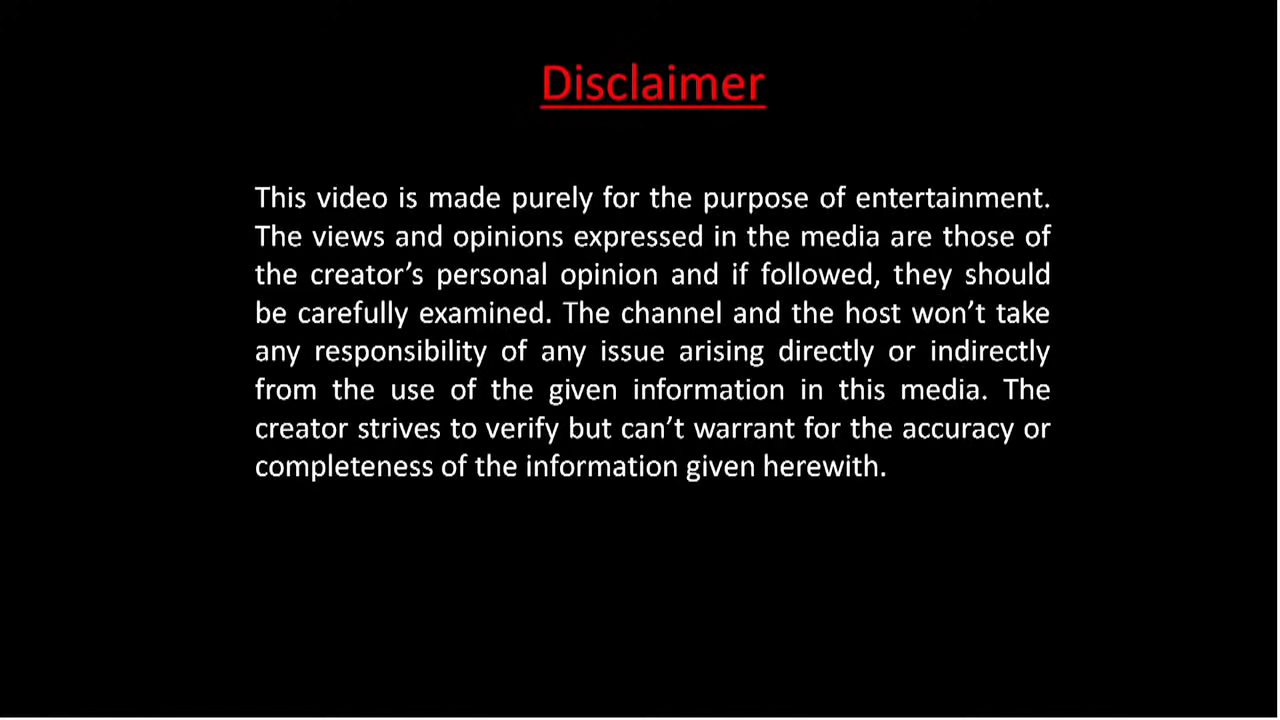 Disclaimer
This video is made purely for the purpose of entertainment.
The views and opinions expressed in the media are those of
the creator’s personal opinion and if followed, they should
be carefully examined. The channel and the host won’t take
any responsibility of any issue arising directly or indirectly
from the use of the given information in this media. The
creator strives to verify but can’t warrant for the accuracy or
completeness of the information given herewith.